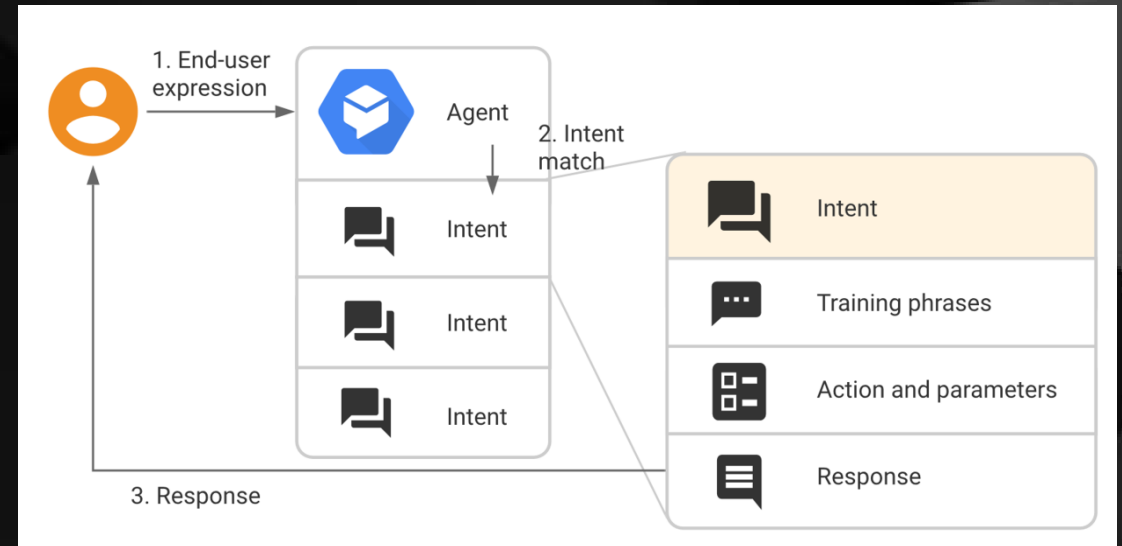 1. End-user
expression
Agent
2. Intent
match
Intent
Intent
Intent
Intent
Training phrases
Action and parameters
Response
3. Response